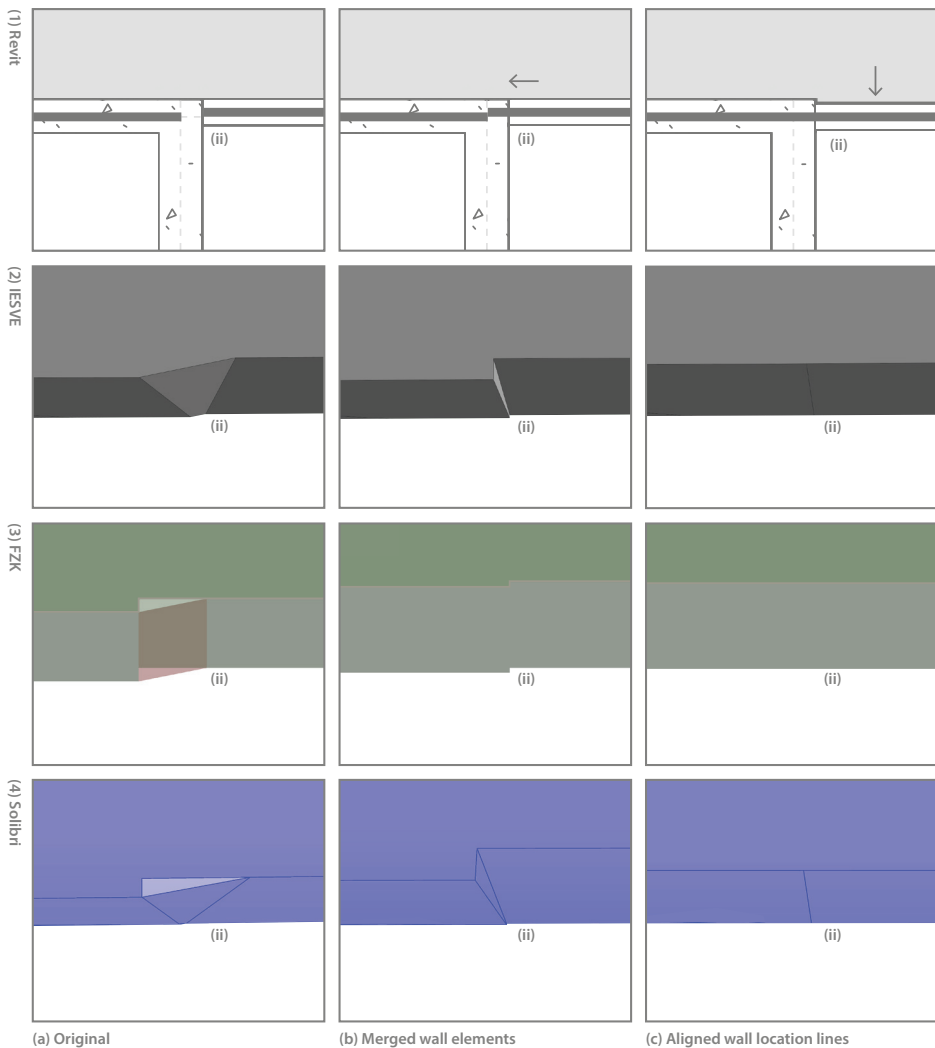 (1) Revit
(ii)
(ii)
(ii)
(2) IESVE
(ii)
(ii)
(ii)
(3) FZK
(ii)
(ii)
(ii)
(4) Solibri
(ii)
(ii)
(ii)
(a) Original
(b) Merged wall elements
(c) Aligned wall location lines